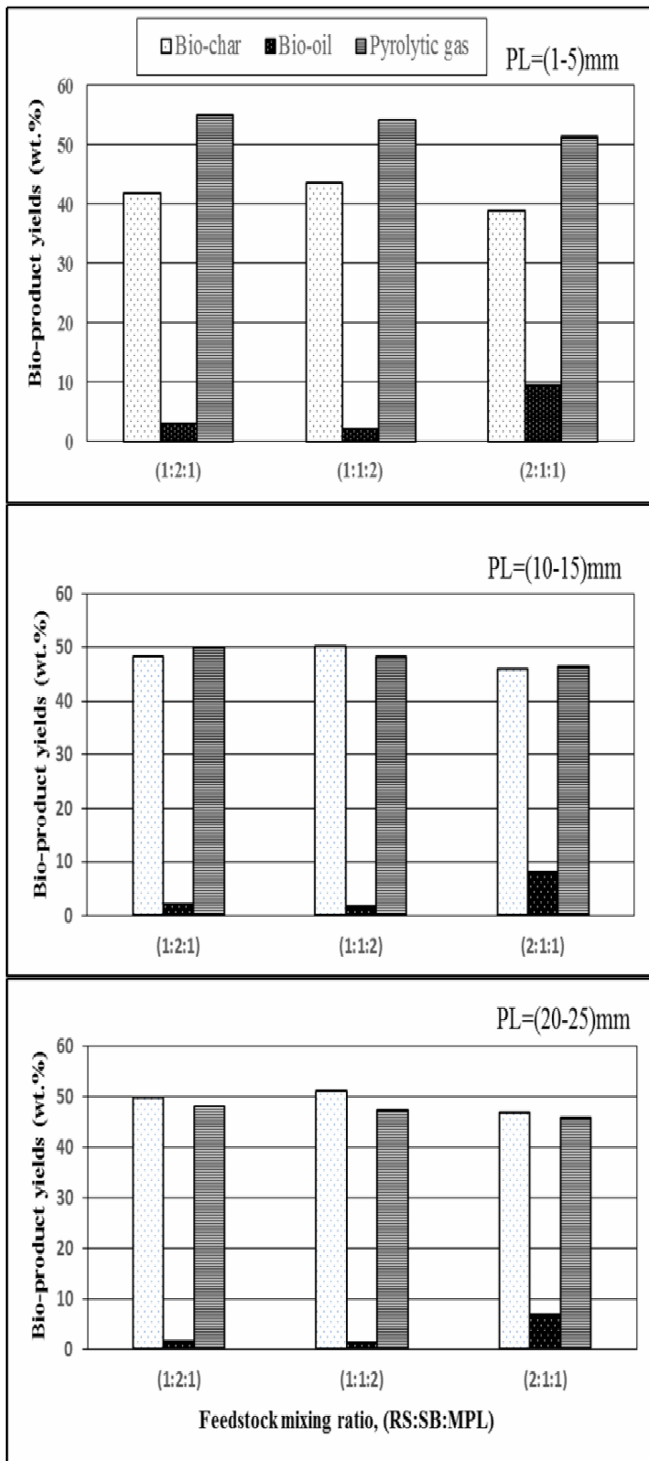 Bio-char Bio-oil Pyrolytic gas
PL=(1-5)mm
Bio-product yields (wt.%)
60
50
40
30
20
10
0
(1:2:1) (1:1:2) (2:1:1)
PL=(10-15)mm
Bio-product yields (wt.%)
60
50
40
30
20
10
0
(1:2:1) (1:1:2) (2:1:1)
PL=(20-25)mm
Bio-product yields (wt.%)
60
50
40
30
20
10
0
(1:2:1) (1:1:2) (2:1:1)
Feedstock mixing ratio, (RS:SB:MPL)